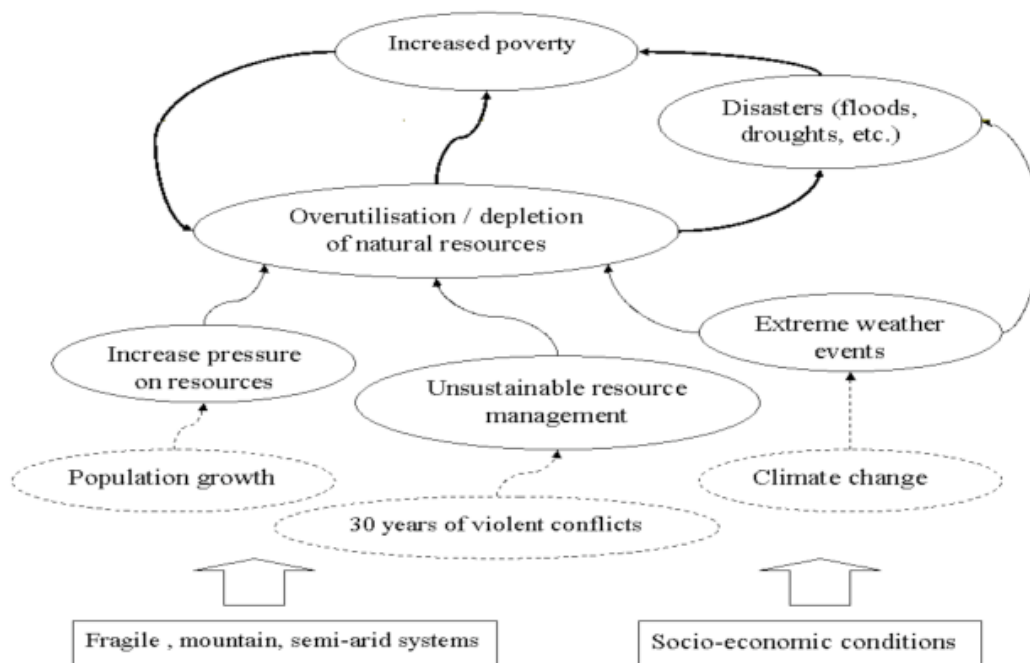 Increased poverty
Disasters (floods,
droughts, etc.)
Overutilisation / depletion
of natural resources
Extreme weather
events
Increase pressure
on resources
Unsustainable resource
management
Population growth
Climate change
30 years of violent conflicts
Fragile , mountain, semi-arid systems
Socio-economic conditions